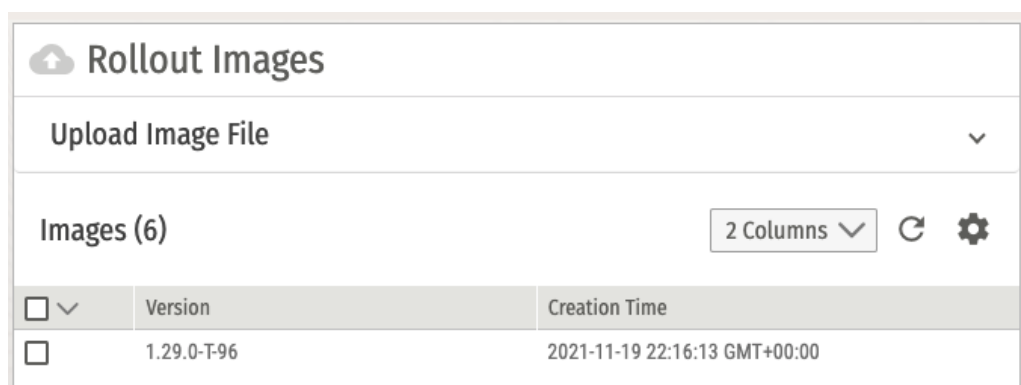 Rollout Images
Upload Image File
Images (6)
2 Columns
Version Creation Time
1.29.0-T-96 2021-11-19 22:16:13 GMT+00:00